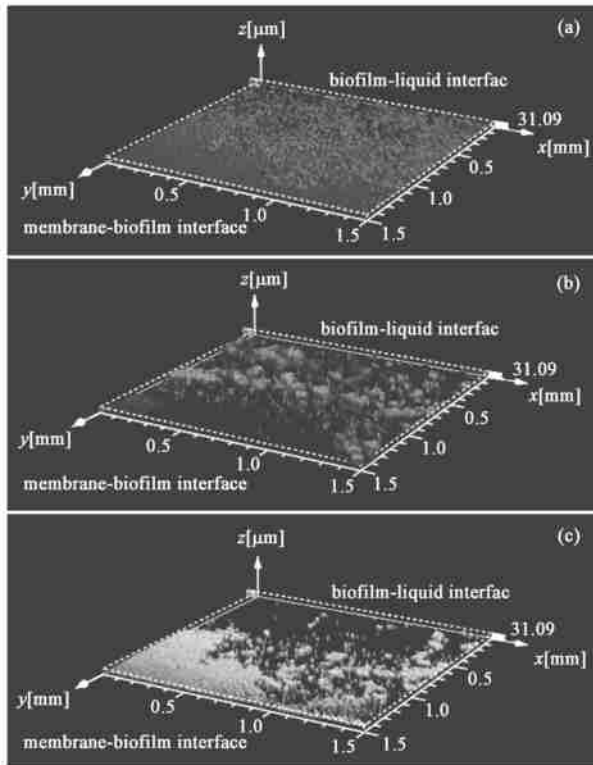 (a)
z[μm]
biofilm-liquid interfac
31.09
x[mm]
0.5
y[mm]
0.5
1.0
1.0
membrane-biofilm interface
1.5
1.5
(b)
z[μm]
biofilm-liquid interfac
31.09
x[mm]
0.5
y[mm]
0.5
1.0
1.0
membrane-biofilm interface
1.5
1.5
(c)
z[μm]
biofilm-liquid interfac
31.09
x[mm]
0.5
y[mm]
0.5
1.0
1.0
membrane-biofilm interface
1.5
1.5